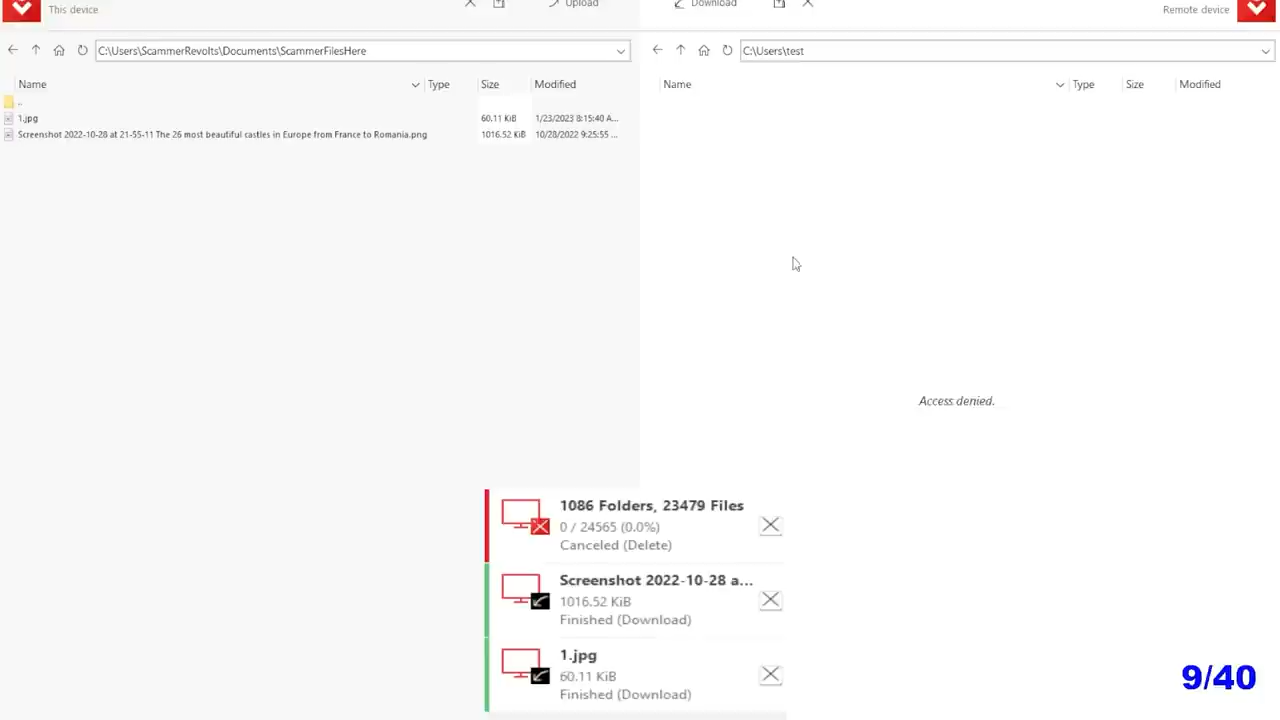 This device
Upload
Download
Remote device
C:\Users\ScammerRevolts\Documents\ScammerFilesHere
C:\Users\test
Name Type Size Modified
Name Type Size Modified
..
1.jpg 60.11 KiB 1/23/2023 8:15:40 A...
Screenshot 2022-10-28 at 21-55-11 The 26 most beautiful castles in Europe from France to Romania.png 1016.52 KiB 10/28/2022 9:25:55 ...
Access denied.
1086 Folders, 23479 Files
0 / 24565 (0.0%)
Canceled (Delete)
Screenshot 2022-10-28 a...
1016.52 KiB
Finished (Download)
1.jpg
60.11 KiB
Finished (Download)
9/40